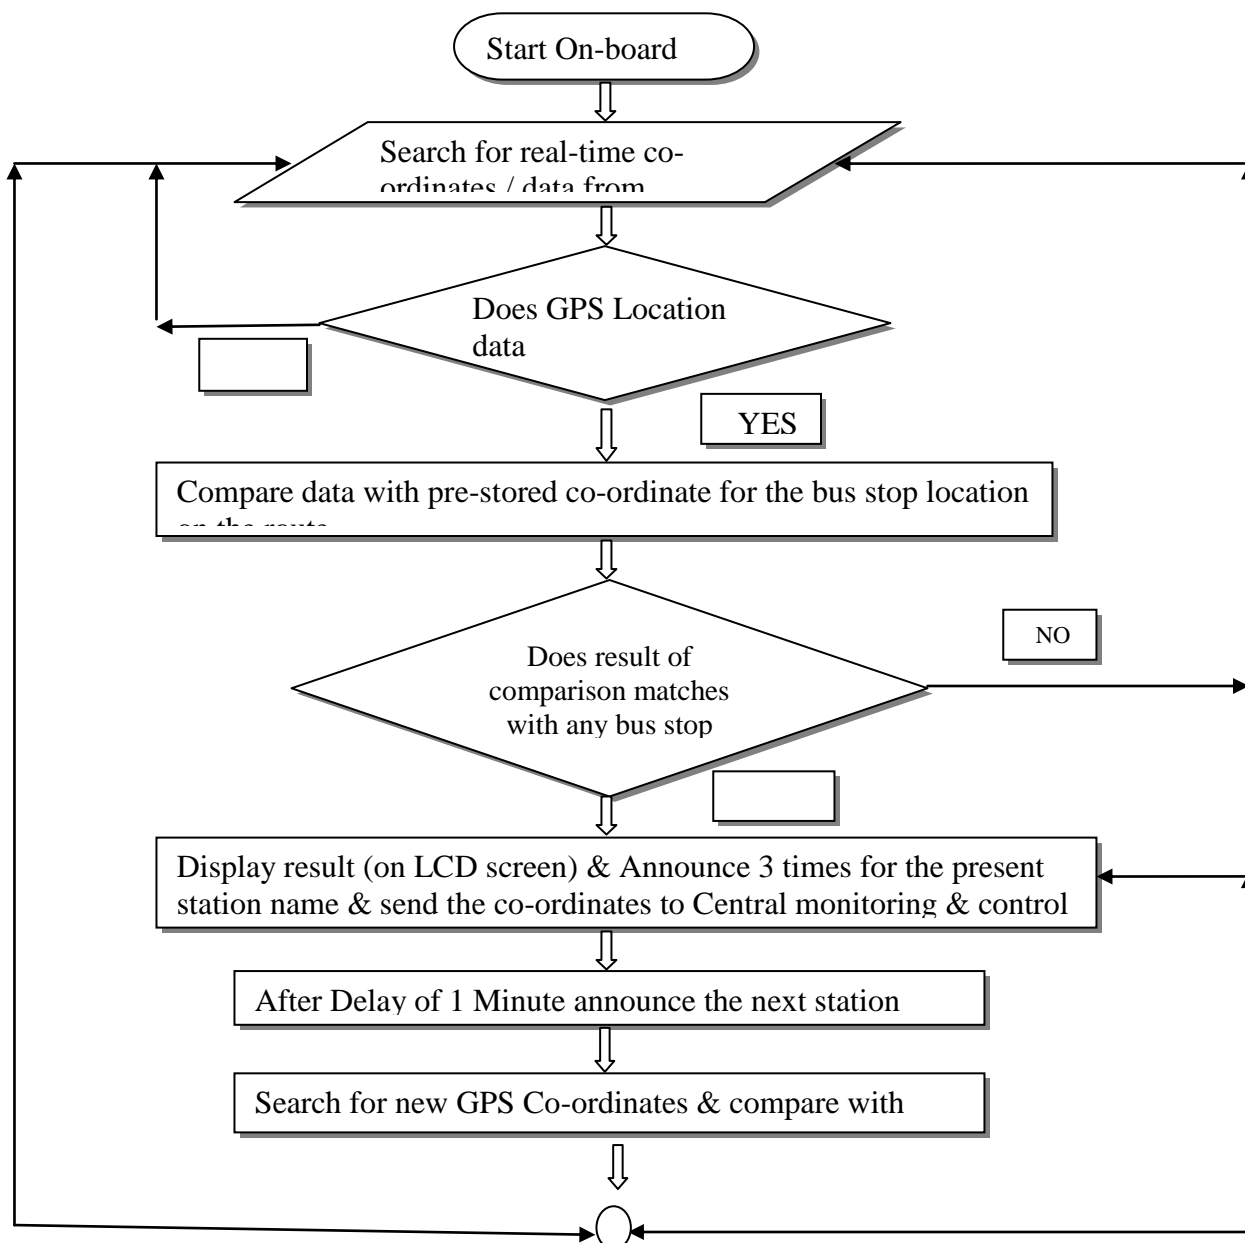 Start On-board
Search for real-time co-
ordinates / data from
Does GPS Location
data
YES
Compare data with pre-stored co-ordinate for the bus stop location
on the route
NO
Does result of
comparison matches
with any bus stop
Display result (on LCD screen) & Announce 3 times for the present
station name & send the co-ordinates to Central monitoring & control
After Delay of 1 Minute announce the next station
Search for new GPS Co-ordinates & compare with